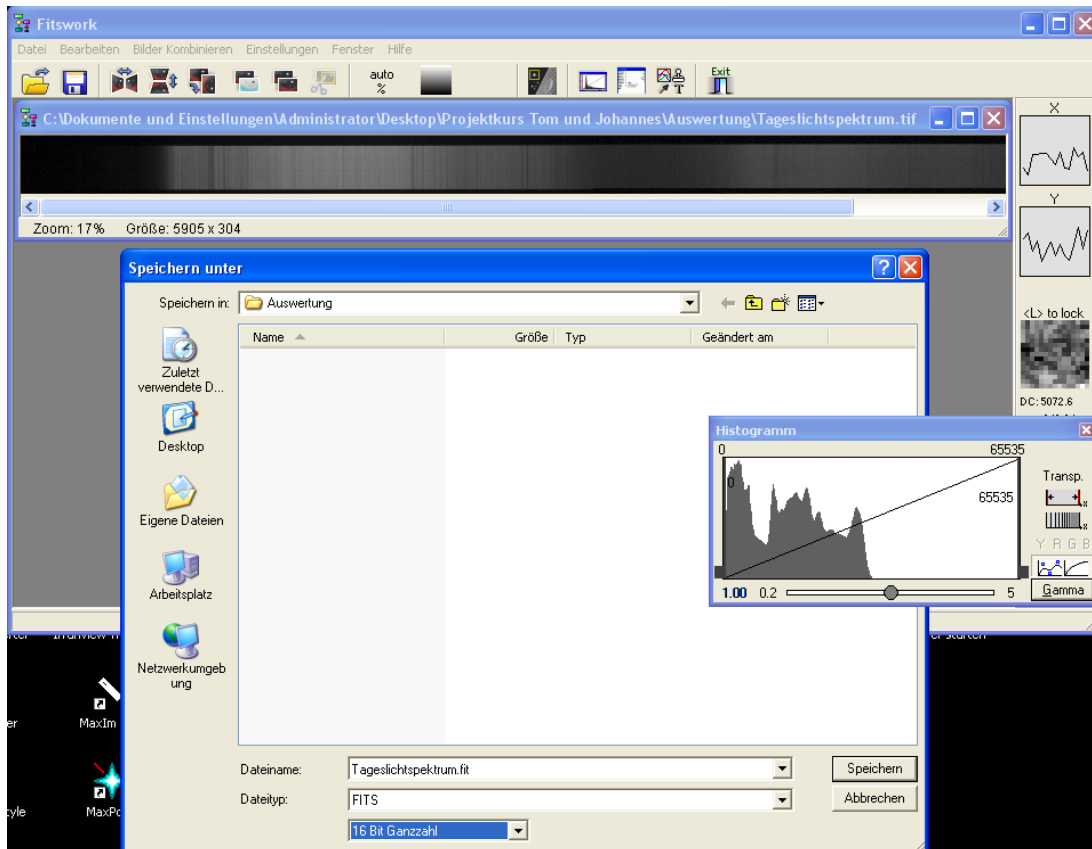 Fitswork
Datei Bearbeiten Bilder Kombinieren Einstellungen Fenster Hilfe
auto
%
Exit
C:\Dokumente und Einstellungen\Administrator\Desktop\Projektkurs Tom und Johannes\Auswertung\Tageslichtspektrum.tif
X
Y
Zoom: 17% Größe: 5905 x 304
Speichern unter
Speichern in: Auswertung
<L> to lock
Name Größe Typ Geändert am
Zuletzt
verwendete D...
DC: 5072.6
Desktop
Histogramm
0 65535
0
65535
Transp.
Eigene Dateien
Y R G B
Arbeitsplatz
1.00 0.2 5 Gamma
Netzwerkumgeb
ung
MaxIm
Dateiname: Tageslichtspektrum.fit Speichern
Dateityp: FITS Abbrechen
MaxPo
16 Bit Ganzzahl